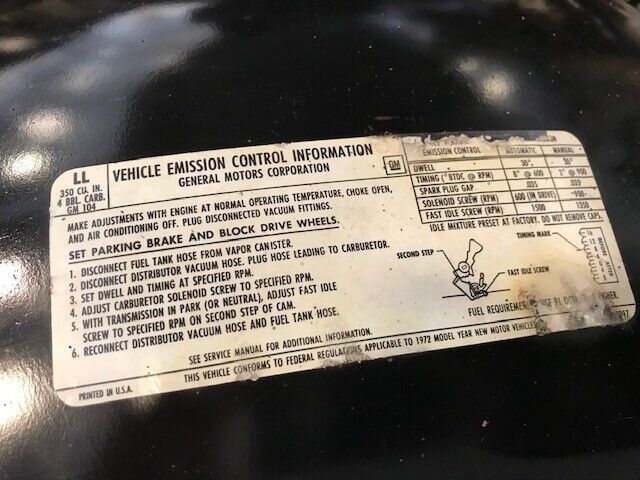 LL
350 CU. IN.
4 BBL. CARB.
GM 104
VEHICLE EMISSION CONTROL INFORMATION
GENERAL MOTORS CORPORATION
GM
MAKE ADJUSTMENTS WITH ENGINE AT NORMAL OPERATING TEMPERATURE, CHOKE OPEN,
AND AIR CONDITIONING OFF. PLUG DISCONNECTED VACUUM FITTINGS.
SET PARKING BRAKE AND BLOCK DRIVE WHEELS.
1. DISCONNECT FUEL TANK HOSE FROM VAPOR CANISTER.
2. DISCONNECT DISTRIBUTOR VACUUM HOSE. PLUG HOSE LEADING TO CARBURETOR.
3. SET DWELL AND TIMING AT SPECIFIED RPM.
4. ADJUST CARBURETOR SOLENOID SCREW TO SPECIFIED RPM.
5. WITH TRANSMISSION IN PARK (OR NEUTRAL), ADJUST FAST IDLE
SCREW TO SPECIFIED RPM ON SECOND STEP OF CAM.
*6. RECONNECT DISTRIBUTOR VACUUM HOSE AND FUEL TANK HOSE.
SEE SERVICE MANUAL FOR ADDITIONAL INFORMATION.
THIS VEHICLE CONFORMS TO FEDERAL REGULATIONS APPLICABLE TO 1972 MODEL YEAR NEW MOTOR VEHICLES
PRINTED IN U.S.A.
EMISSION CONTROL AUTOMATIC MANUAL
DWELL 30° 30°
TIMING (°BTDC @ RPM) 8° @ 600 @ 900
SPARK PLUG GAP .035 .035
SOLENOID SCREW (RPM) 600 (IN DRIVE) 900
FAST IDLE SCREW (RPM) 1500 1350
IDLE MIXTURE PRESET AT FACTORY. DO NOT REMOVE CAPS.
TIMING MARK
SECOND STEP
FAST IDLE SCREW
FUEL REQUIREMENT 91 HIGHER.